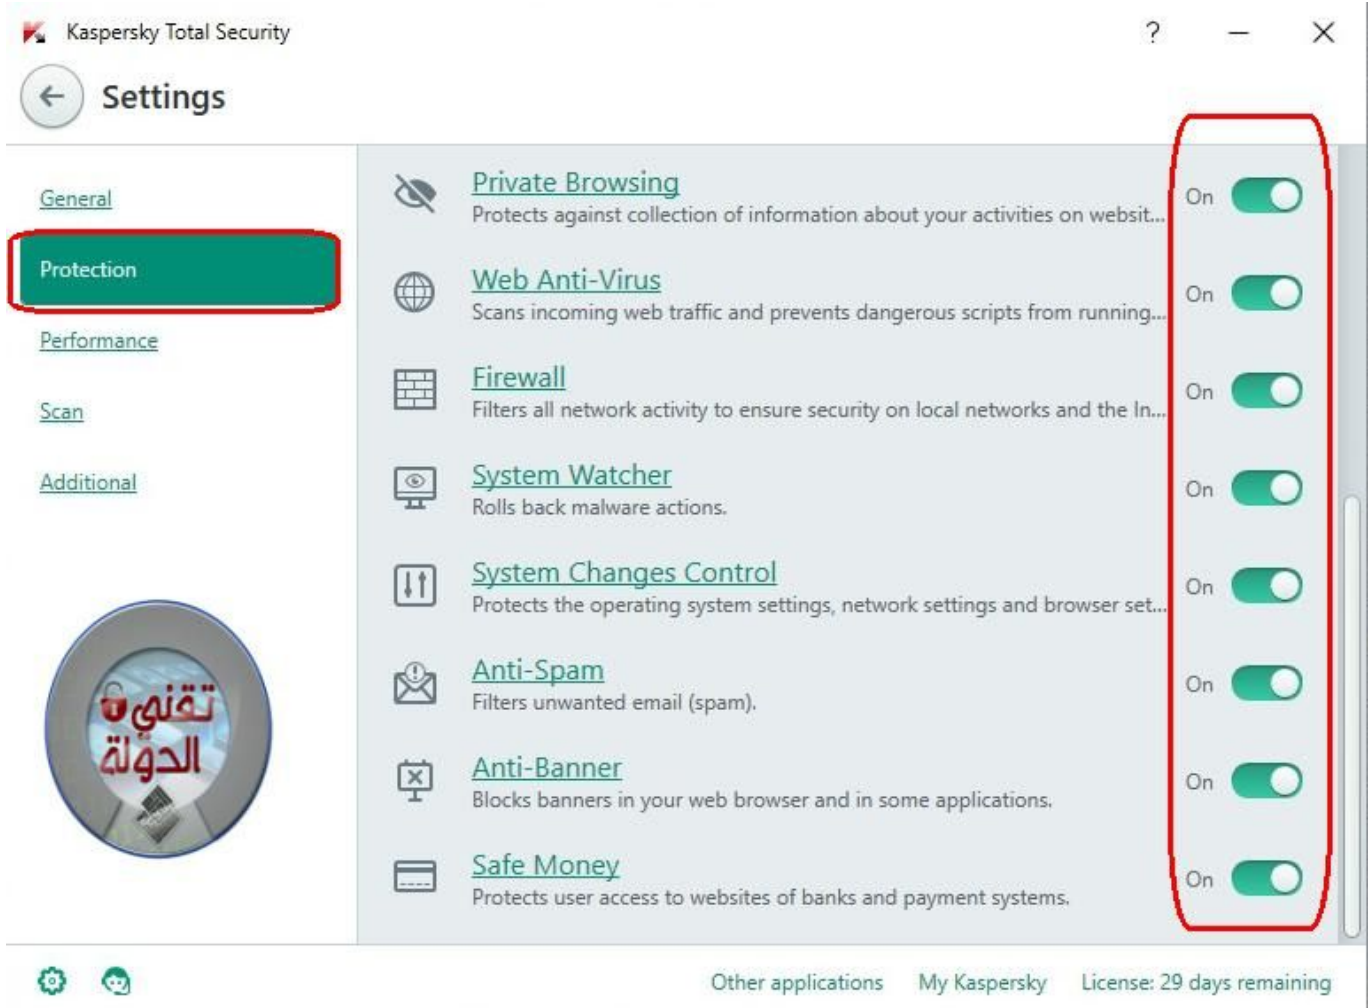 Kaspersky Total Security
?
Settings
General
Protection
Performance
Scan
Additional
Private Browsing
On
Protects against collection of information about your activities on websit...
Web Anti-Virus
On
Scans incoming web traffic and prevents dangerous scripts from running...
Firewall
On
Filters all network activity to ensure security on local networks and the In...
System Watcher
On
Rolls back malware actions.
System Changes Control
On
Protects the operating system settings, network settings and browser set...
Anti-Spam
On
Filters unwanted email (spam).
Anti-Banner
On
Blocks banners in your web browser and in some applications.
Safe Money
On
Protects user access to websites of banks and payment systems.
تقني
الدولة
Other applications
My Kaspersky
License: 29 days remaining